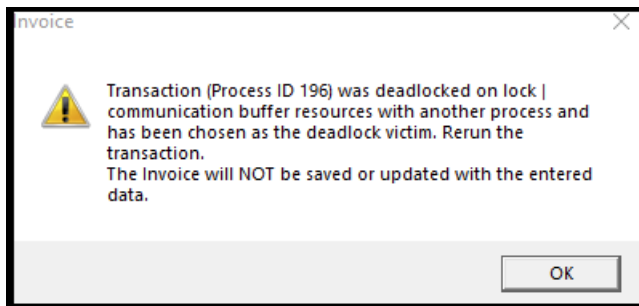 Invoice
Transaction (Process ID 196) was deadlocked on lock |
communication buffer resources with another process and
has been chosen as the deadlock victim. Rerun the
transaction.
The Invoice will NOT be saved or updated with the entered
data.
OK